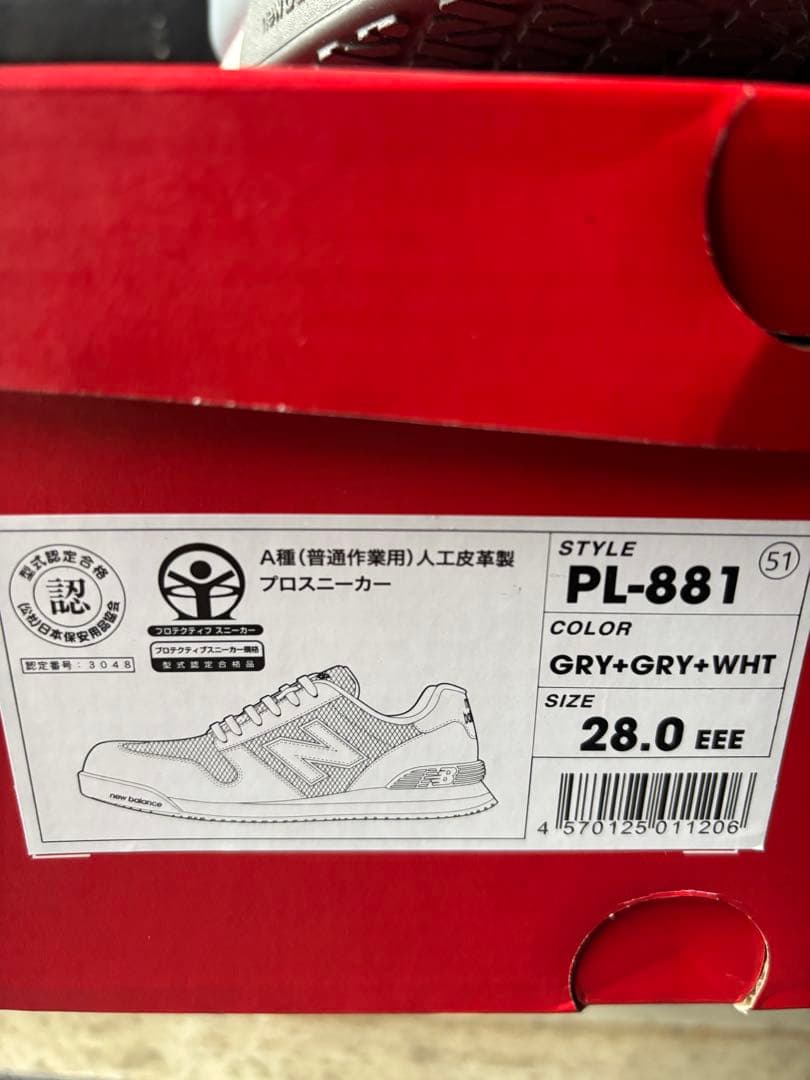 型式認定合格
認
(公社)日本保安用品協会
認定番号:3048
プロテクティブ スニーカー
プロテクティブスニーカー規格
型式認定合格品
A種(普通作業用)人工皮革製
プロスニーカー
new balance
N
NB
STYLE
PL-881
51
COLOR
GRY+GRY+WHT
SIZE
28.0 EEE
4 570125 011206